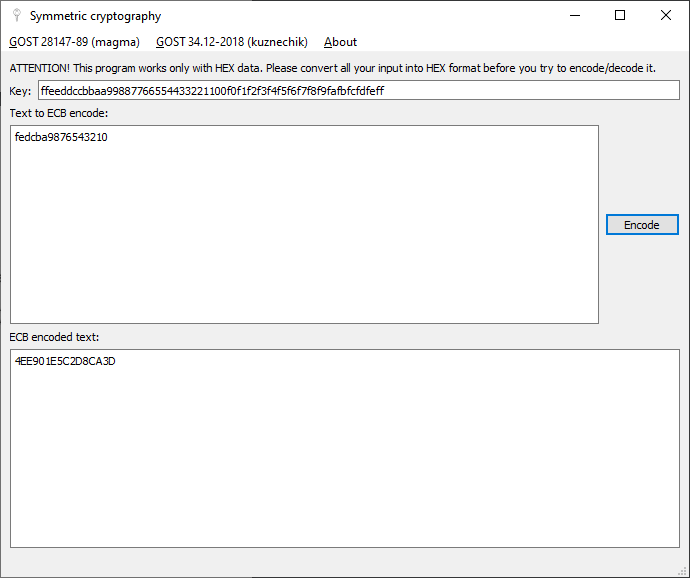 Symmetric cryptography
GOST 28147-89 (magma) GOST 34.12-2018 (kuznechik) About
ATTENTION! This program works only with HEX data. Please convert all your input into HEX format before you try to encode/decode it.
Key: ffeeddccbbaa99887766554433221100f0f1f2f3f4f5f6f7f8f9fafbfcfdfeff
Text to ECB encode:
fedcba9876543210
Encode
ECB encoded text:
4EE901E5C2D8CA3D